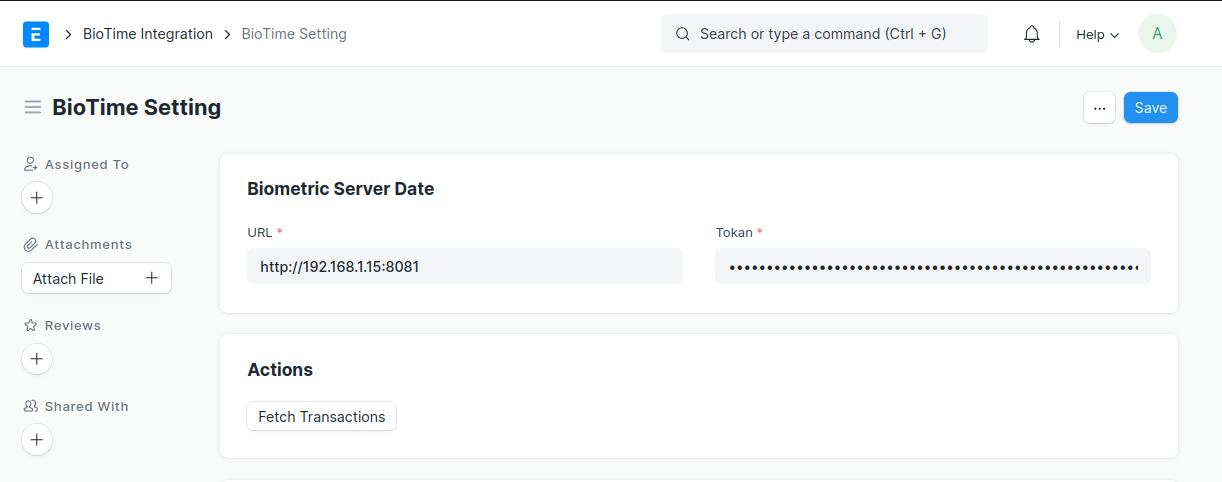 E BioTime Integration BioTime Setting Search or type a command (Ctrl + G) Help A
BioTime Setting ... Save
Assigned To
Attachments
Attach File
Reviews
Shared With
Biometric Server Date
URL * Tokan *
http://192.168.1.15:8081
Actions
Fetch Transactions